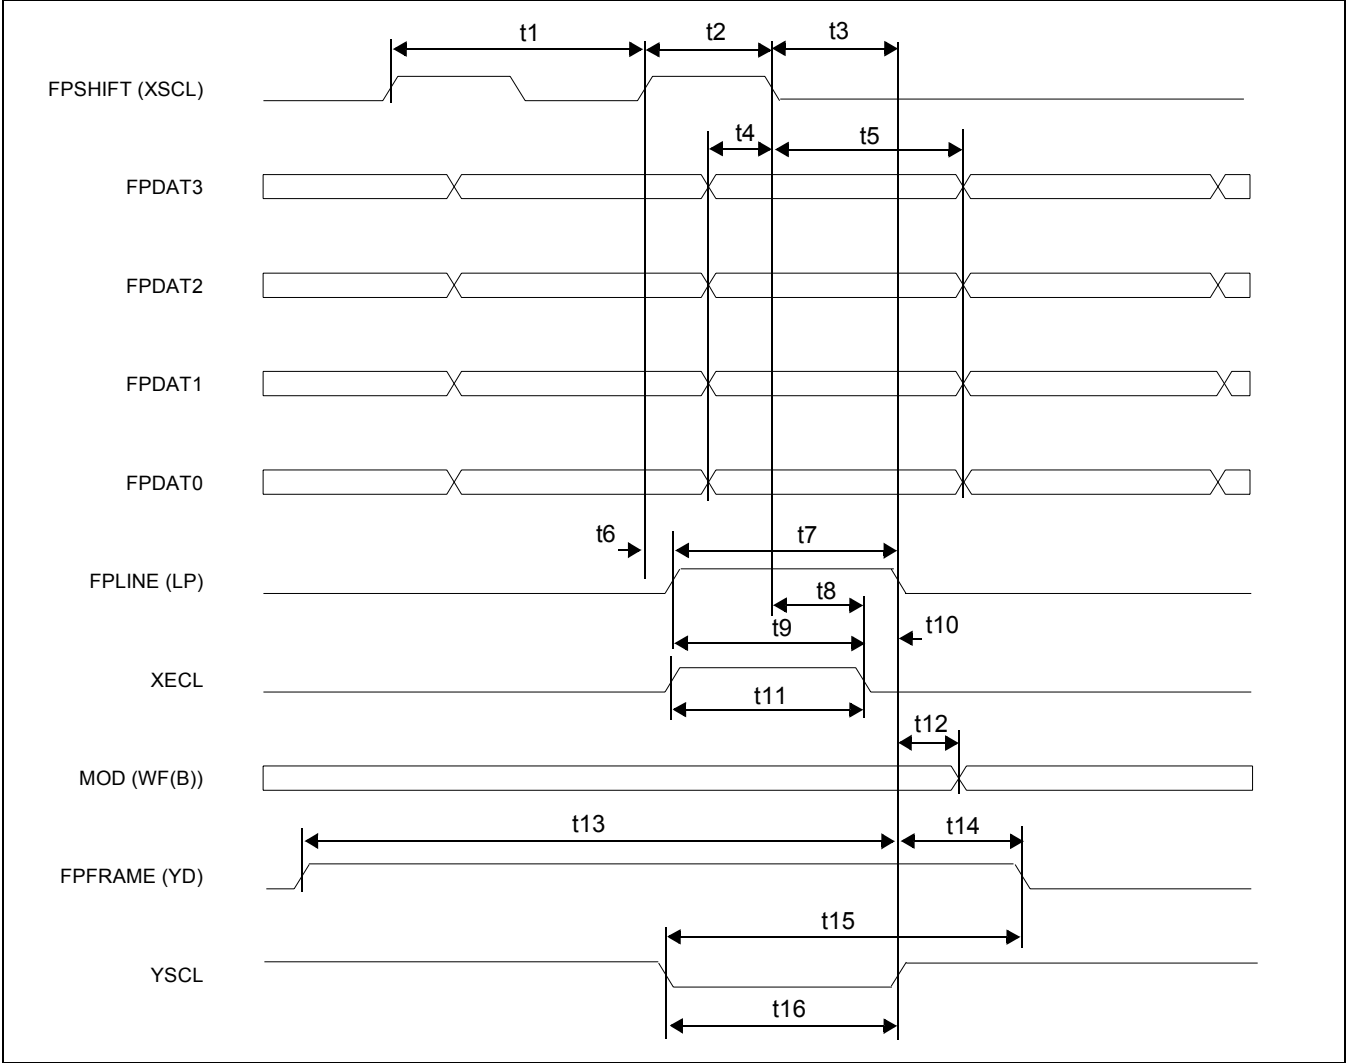 t1
t2
t3
FPSHIFT (XSCL)
t4
t5
FPDAT3
FPDAT2
FPDAT1
FPDAT0
t6
t7
FPLINE (LP)
t8
t9
t10
XECL
t11
t12
MOD (WF(B))
t13
t14
FPFRAME (YD)
t15
YSCL
t16